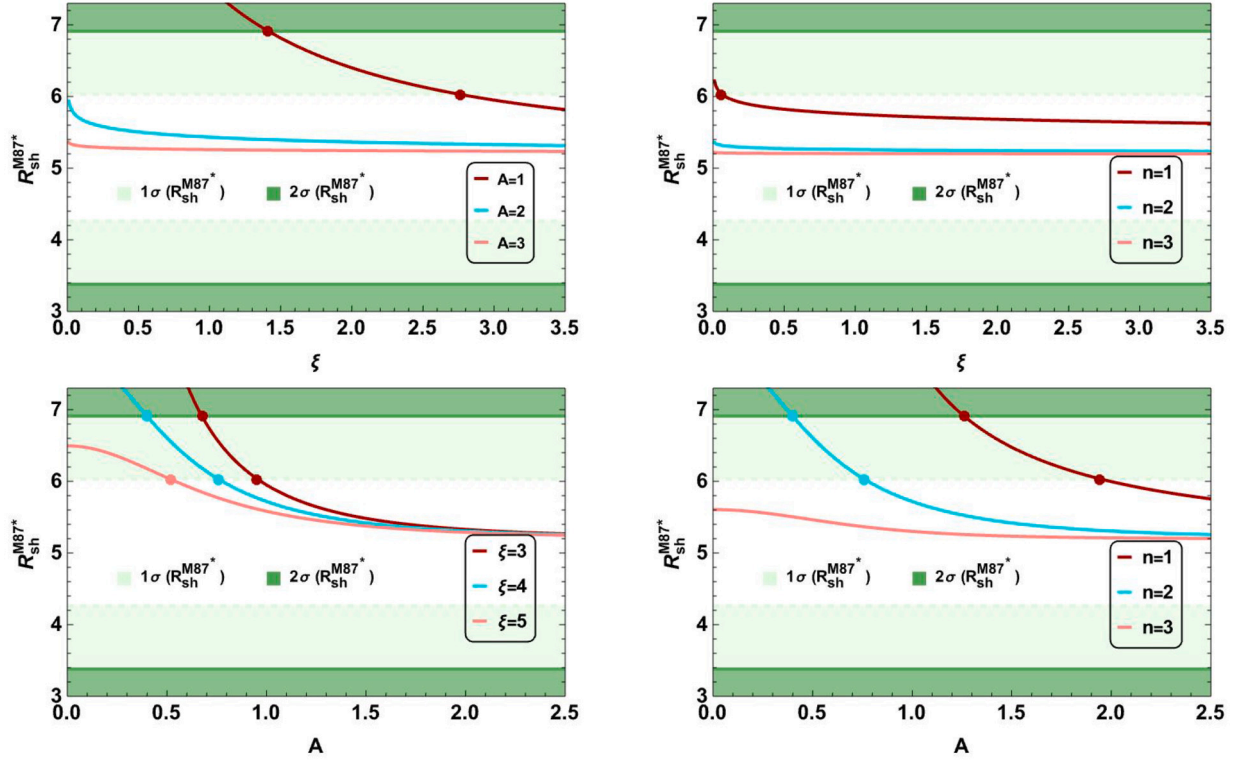 7
6
5
4
3
R_sh^M87*
1σ (R_sh^M87*)
2σ (R_sh^M87*)
A=1
A=2
A=3
0.0 0.5 1.0 1.5 2.0 2.5 3.0 3.5
ξ
7
6
5
4
3
R_sh^M87*
1σ (R_sh^M87*)
2σ (R_sh^M87*)
n=1
n=2
n=3
0.0 0.5 1.0 1.5 2.0 2.5 3.0 3.5
ξ
7
6
5
4
3
R_sh^M87*
1σ (R_sh^M87*)
2σ (R_sh^M87*)
ξ=3
ξ=4
ξ=5
0.0 0.5 1.0 1.5 2.0 2.5
A
7
6
5
4
3
R_sh^M87*
1σ (R_sh^M87*)
2σ (R_sh^M87*)
n=1
n=2
n=3
0.0 0.5 1.0 1.5 2.0 2.5
A